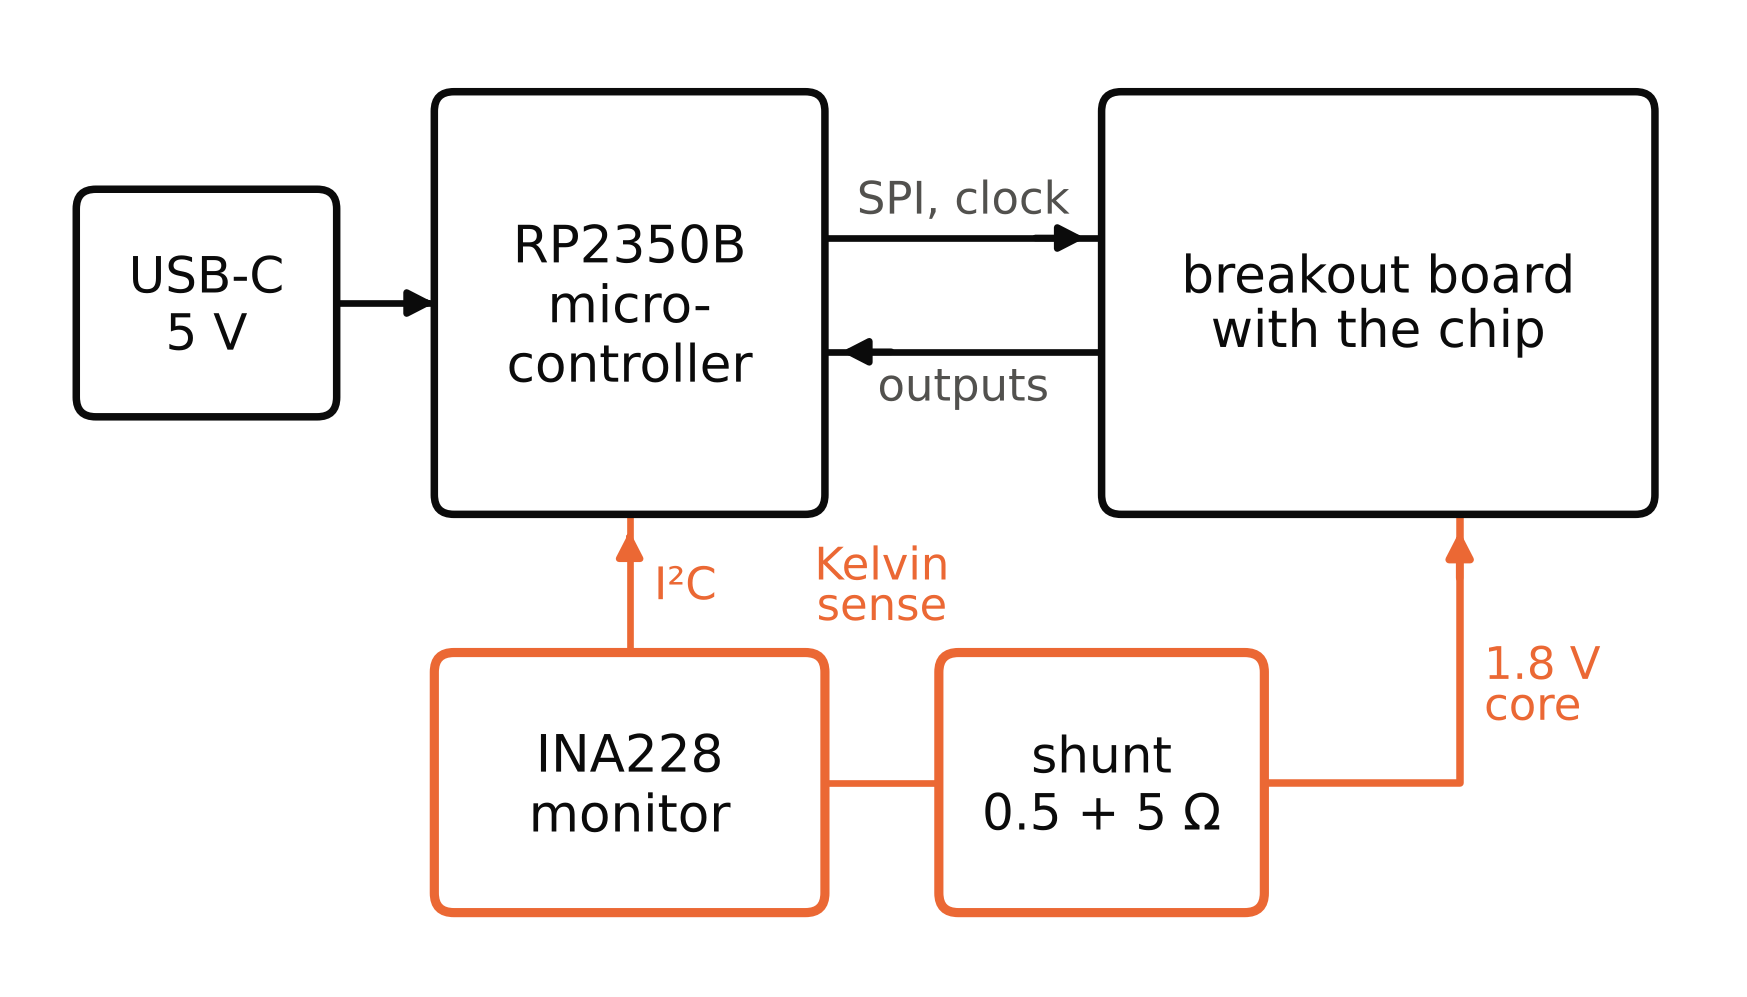 USB-C
5 V
RP2350B
micro-
controller
SPI, clock
outputs
breakout board
with the chip
I²C
Kelvin
sense
1.8 V
core
INA228
monitor
shunt
0.5 + 5 Ω